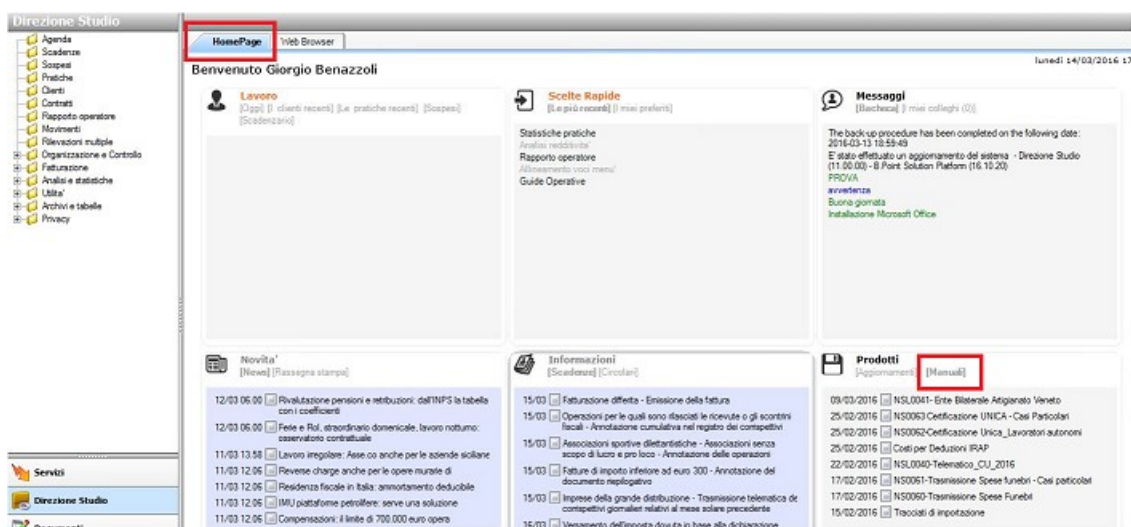 Direzione Studio
Agenda
Scadenze
Sospesi
Pratiche
Clienti
Contratti
Rapporto operatore
Movimenti
Rilevazioni multiple
Organizzazione e Controllo
Fatturazione
Analisi e statistiche
Utilita'
Archivi e tabelle
Privacy
Servizi
Direzione Studio
Documenti
HomePage
Web Browser
lunedì 14/03/2016 17
Benvenuto Giorgio Benazzoli
Lavoro
[Oggi] [I clienti recenti] [Le pratiche recenti] [Sospesi]
[Scadenzario]
Scelte Rapide
[Le più recenti] [I miei preferiti]
Statistiche pratiche
Analisi redditivita'
Rapporto operatore
Allineamento voci menu'
Guide Operative
Messaggi
[Bacheca] [I miei colleghi (0)]
The back-up procedure has been completed on the following date:
2016-03-13 18:59:49
E' stato effettuato un aggiornamento del sistema - Direzione Studio
(11.00.00) - B.Point Solution Platform (16.10.20)
PROVA
avvertenza
Buona giornata
Installazione Microsoft Office
Novita'
[News] [Rassegna stampa]
12/03 06.00 Rivalutazione pensioni e retribuzioni: dall'INPS la tabella
con i coefficienti
12/03 06.00 Ferie e Rol, straordinario domenicale, lavoro notturno:
osservatorio contrattuale
11/03 13.58 Lavoro irregolare: Asse.co anche per le aziende siciliane
11/03 12.06 Reverse charge anche per le opere murarie di
11/03 12.06 Residenza fiscale in Italia: ammortamento deducibile
11/03 12.06 IMU piattaforme petrolifere: serve una soluzione
11/03 12.06 Compensazioni: il limite di 700.000 euro opera
Informazioni
[Scadenze] [Circolari]
15/03 Fatturazione differita - Emissione della fattura
15/03 Operazioni per le quali sono rilasciati le ricevute o gli scontrini
fiscali - Annotazione cumulativa nel registro dei corrispettivi
15/03 Associazioni sportive dilettantistiche - Associazioni senza
scopo di lucro e pro loco - Annotazione delle operazioni
15/03 Fatture di importo inferiore ad euro 300 - Annotazione del
documento riepilogativo
15/03 Imprese della grande distribuzione - Trasmissione telematica dei
corrispettivi giornalieri relativi al mese solare precedente
16/03 Versamento dell'imposta dovuta in base alla dichiarazione
Prodotti
[Aggiornamenti] [Manuali]
09/03/2016 NSL0041- Ente Bilaterale Artigianato Veneto
25/02/2016 NSL0063 Certificazione UNICA - Casi Particolari
25/02/2016 NSL0062-Certificazione Unica_Lavoratori autonomi
25/02/2016 Costi per Deduzioni IRAP
22/02/2016 NSL0040-Telematico_CU_2016
17/02/2016 NSL0061-Trasmissione Spese funebri - Casi particolari
17/02/2016 NSL0060-Trasmissione Spese Funebri
15/02/2016 Tracciati di importazione